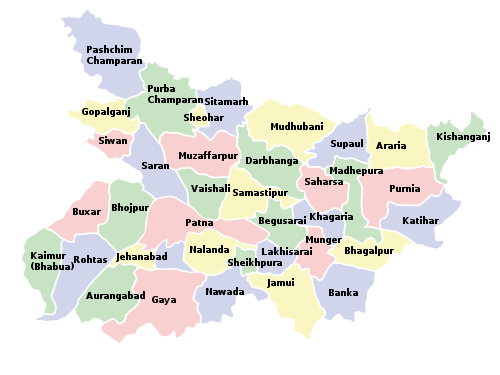 Pashchim
Champaran
Purba
Champaran
Sitamarh
Sheohar
Gopalganj
Siwan
Saran
Muzaffarpur
Mudhubani
Darbhanga
Supaul
Araria
Kishanganj
Madhepura
Saharsa
Purnia
Vaishali
Samastipur
Buxar
Bhojpur
Patna
Begusarai
Khagaria
Katihar
Munger
Bhagalpur
Kaimur
(Bhabua)
Rohtas
Jehanabad
Nalanda
Lakhisarai
Sheikhpura
Aurangabad
Gaya
Nawada
Jamui
Banka